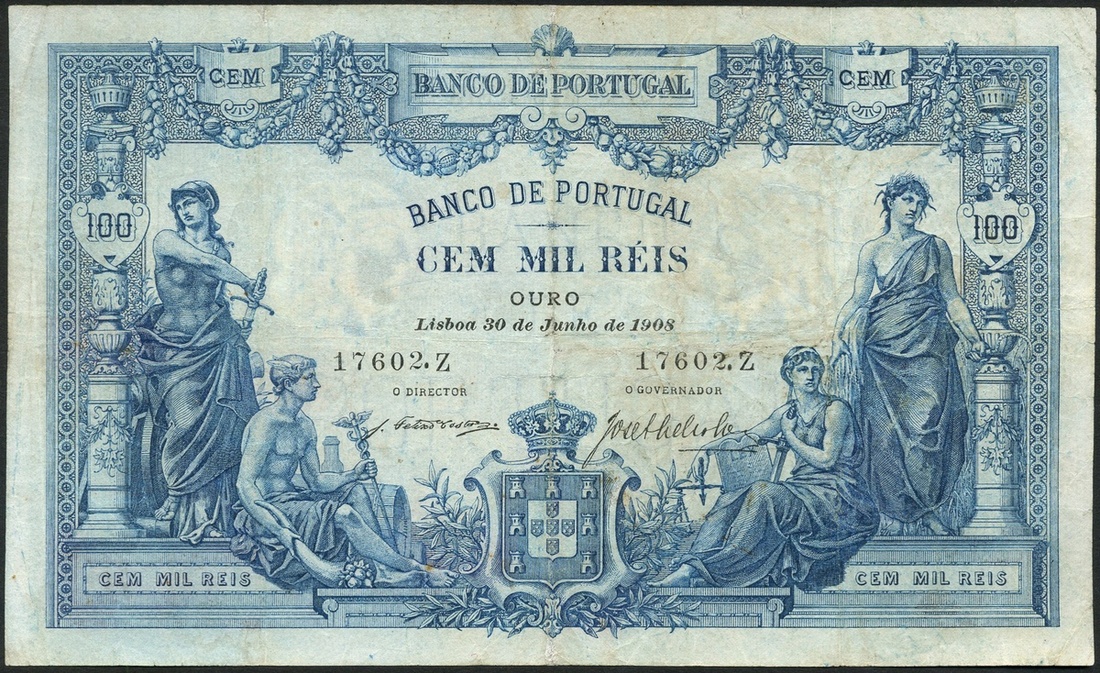 CEM
BANCO DE PORTUGAL
CEM
100
100
BANCO DE PORTUGAL
CEM MIL RÉIS
OURO
Lisboa 30 de Junho de 1908
17602.Z 17602.Z
O DIRECTOR O GOVERNADOR
CEM MIL REIS
CEM MIL REIS